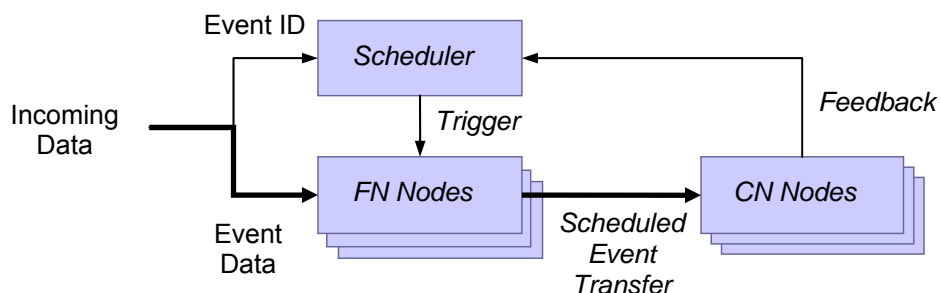 Event ID
Scheduler
Incoming
Data
Trigger
Feedback
FN Nodes
CN Nodes
Event
Data
Scheduled
Event
Transfer